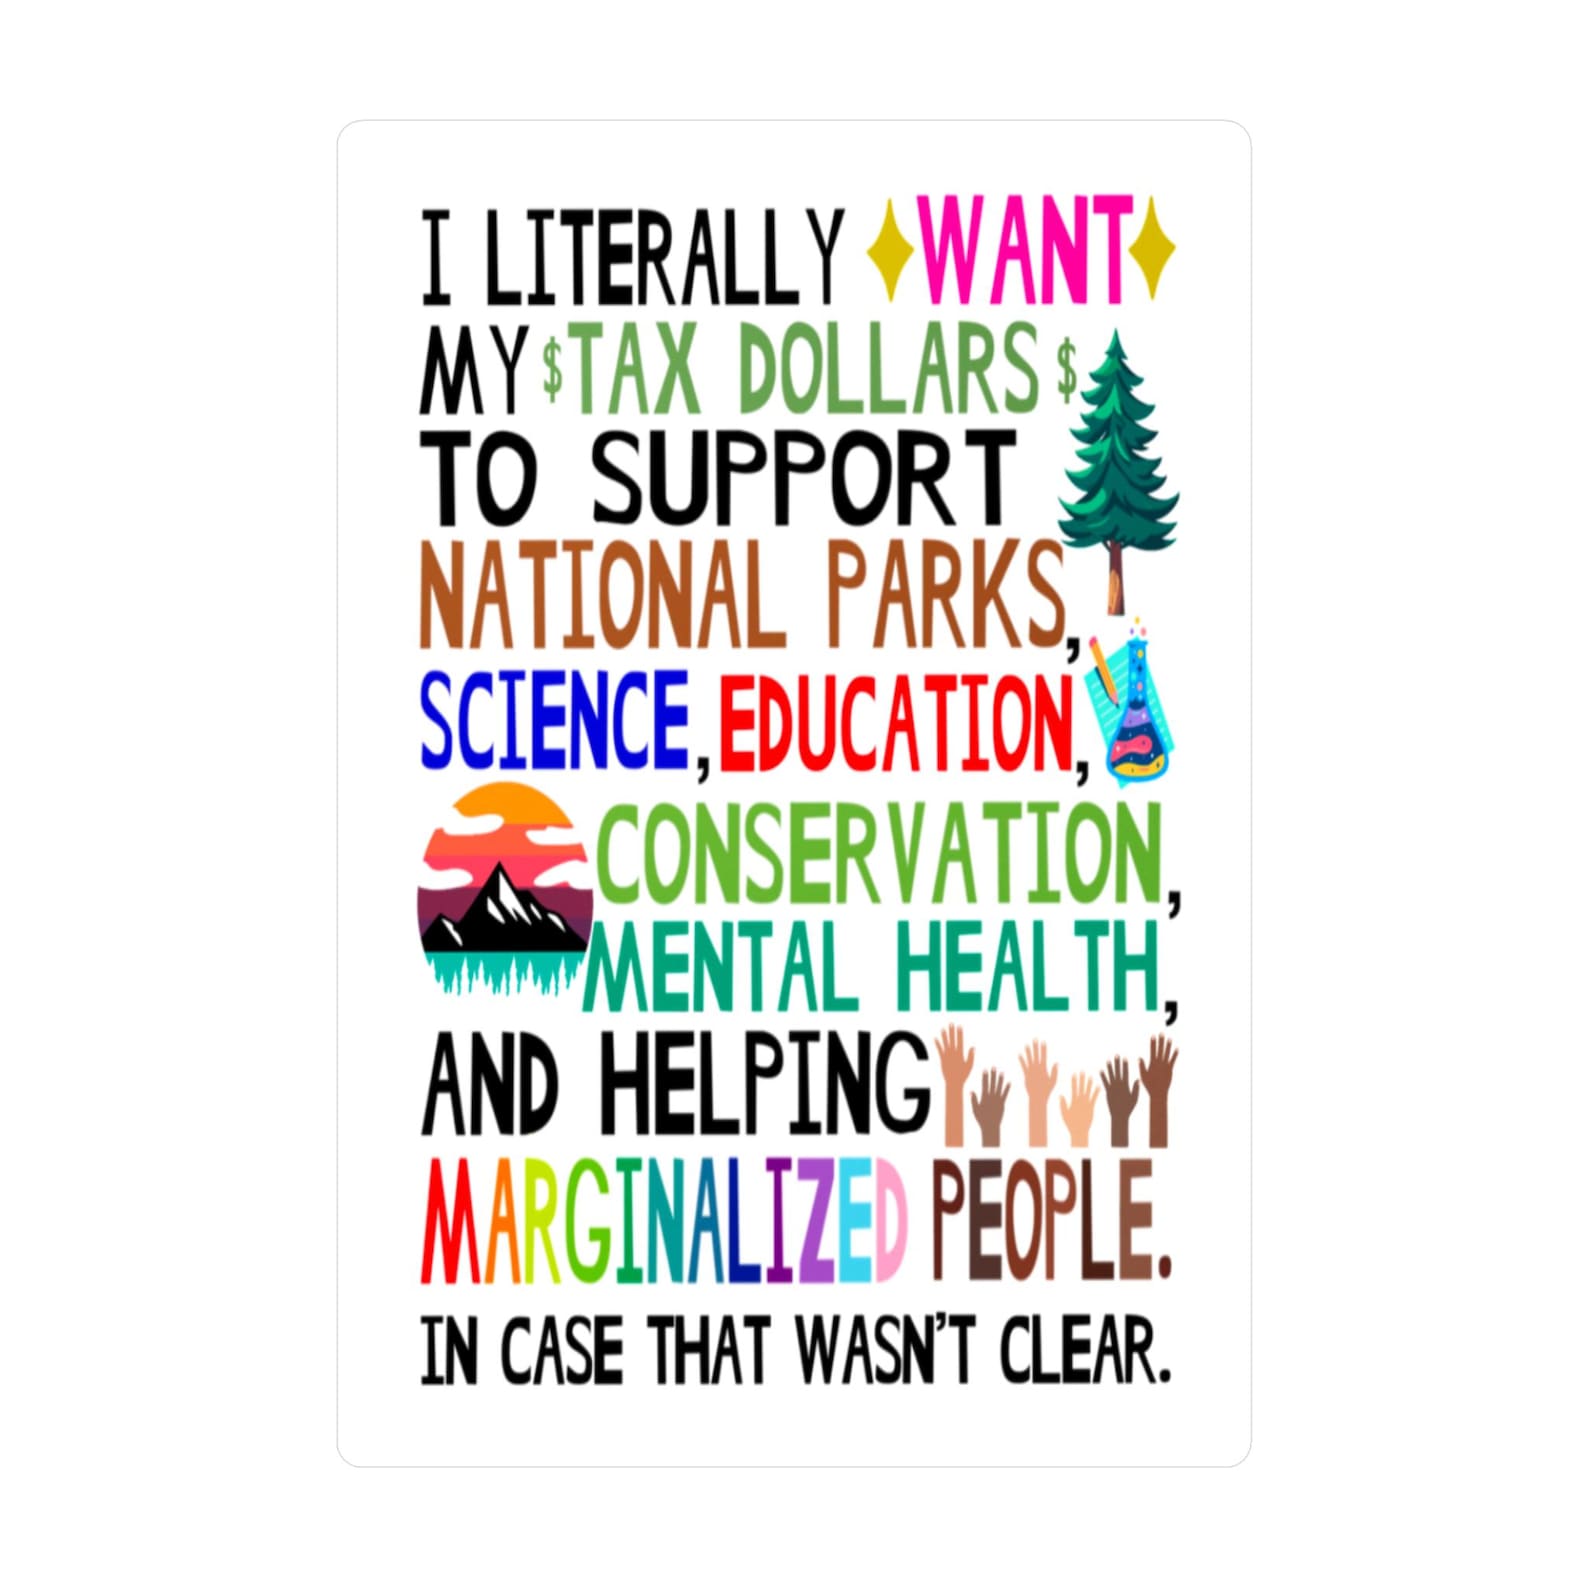 I LITERALLY WANT
MY $TAX DOLLARS $
TO SUPPORT
NATIONAL PARKS,
SCIENCE, EDUCATION,
CONSERVATION,
MENTAL HEALTH,
AND HELPING
MARGINALIZED PEOPLE.
IN CASE THAT WASN'T CLEAR.